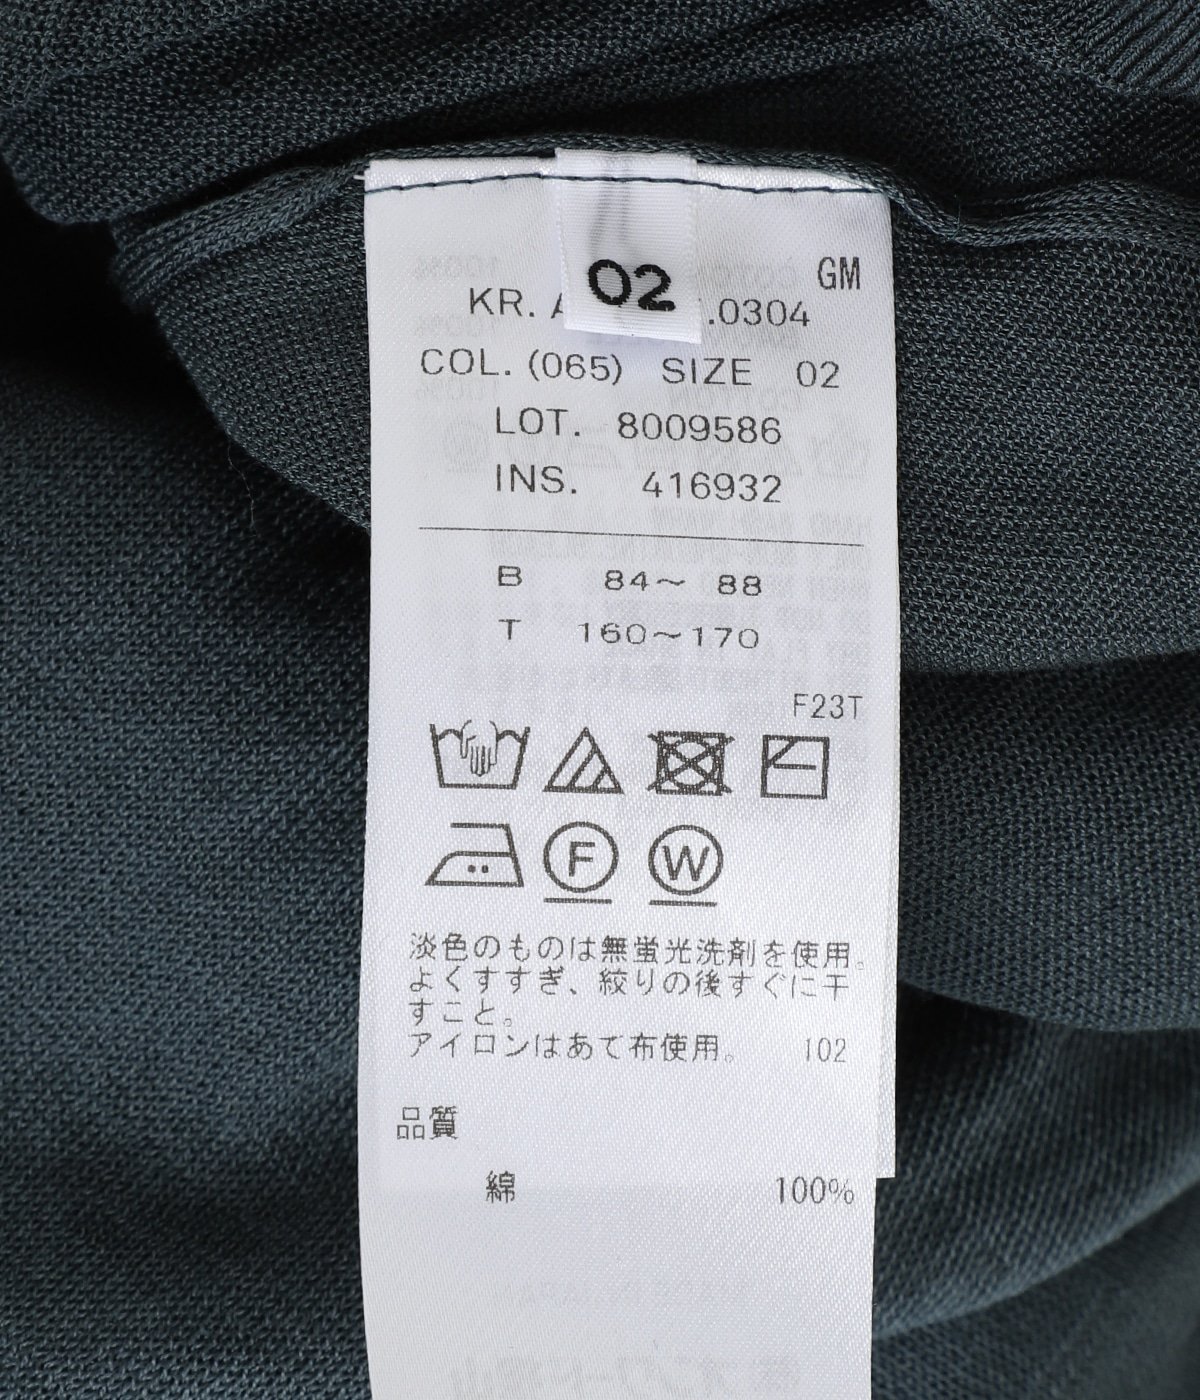 GM
02
KR. .0304
COL. (065) SIZE 02
LOT. 8009586
INS. 416932
B 84～ 88
T 160～170
F23T
F W
淡色のものは無蛍光洗剤を使用。
よくすすぎ、絞りの後すぐに干
すこと。
アイロンはあて布使用。 102
品質
綿 100%